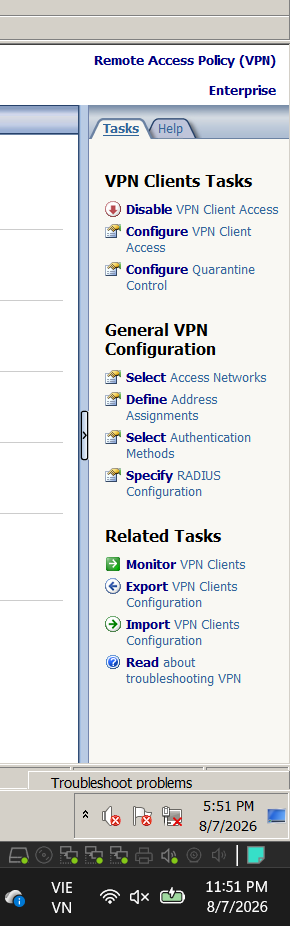 Remote Access Policy (VPN)
Enterprise
Tasks
Help
VPN Clients Tasks
Disable VPN Client Access
Configure VPN Client
Access
Configure Quarantine
Control
General VPN
Configuration
Select Access Networks
Define Address
Assignments
Select Authentication
Methods
Specify RADIUS
Configuration
Related Tasks
Monitor VPN Clients
Export VPN Clients
Configuration
Import VPN Clients
Configuration
Read about
troubleshooting VPN
Troubleshoot problems
5:51 PM
8/7/2026
VIE
VN
11:51 PM
8/7/2026